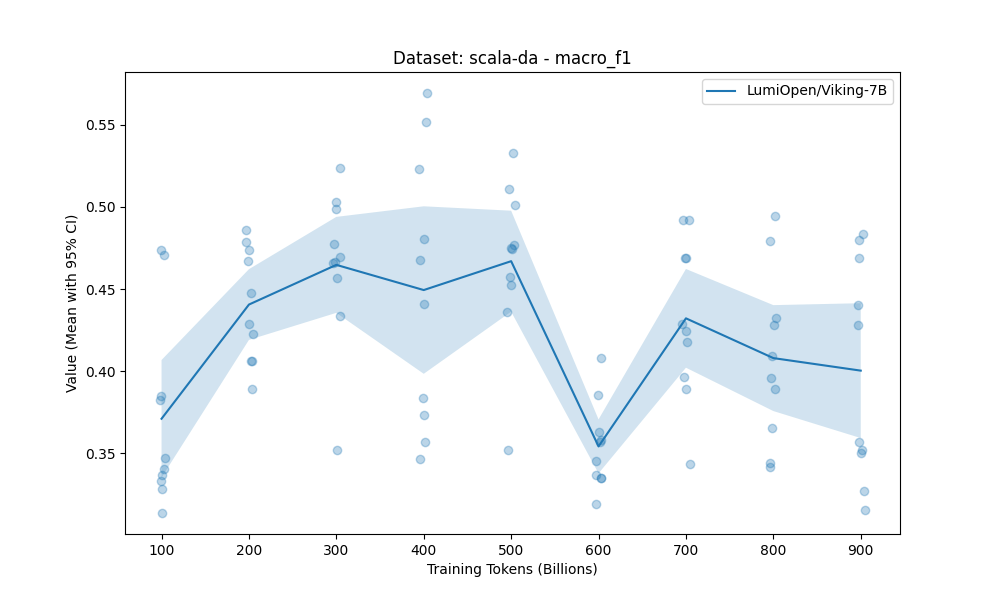 Dataset: scala-da - macro_f1
LumiOpen/Viking-7B
Value (Mean with 95% CI)
0.55
0.50
0.45
0.40
0.35
100 200 300 400 500 600 700 800 900
Training Tokens (Billions)